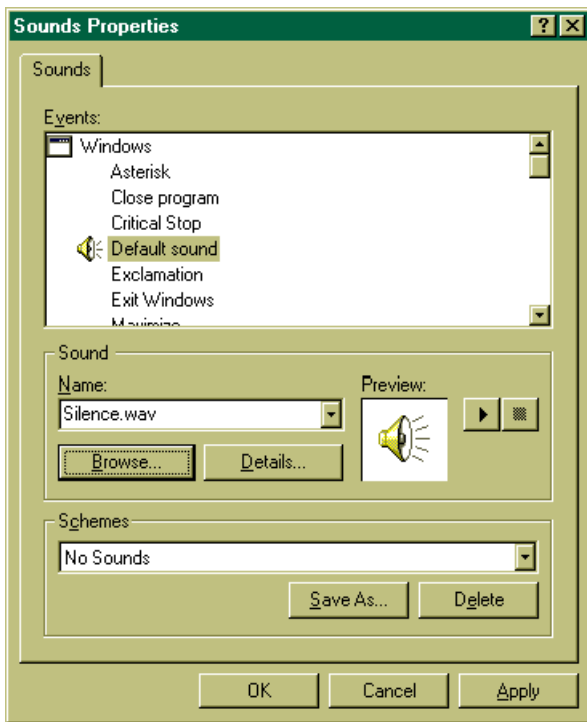 Sounds Properties
Sounds
Events:
Windows
Asterisk
Close program
Critical Stop
Default sound
Exclamation
Exit Windows
Maximize
Sound
Name:
Preview:
Silence.wav
Browse...
Details...
Schemes
No Sounds
Save As...
Delete
OK
Cancel
Apply